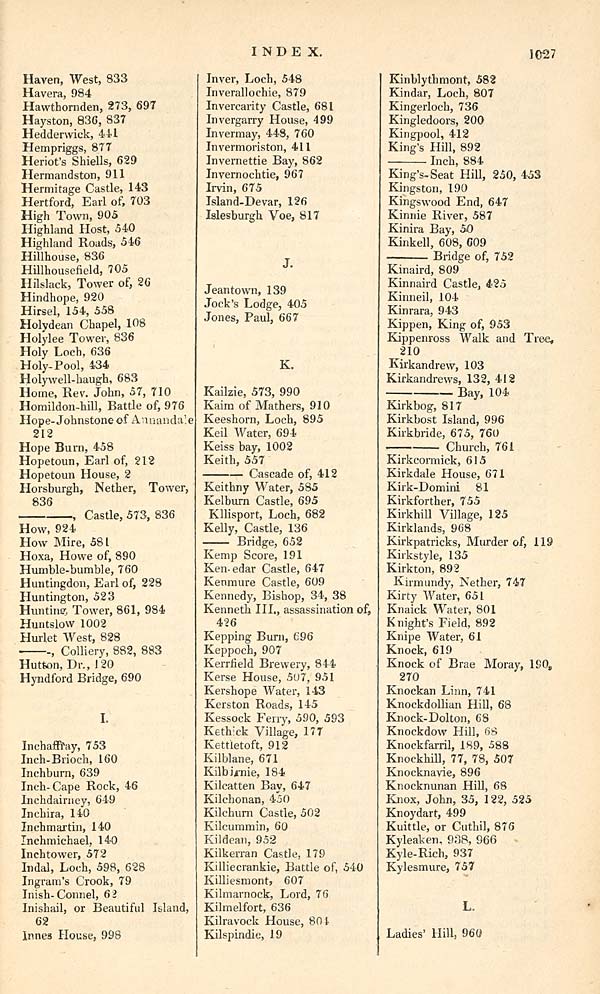 INDEX.
1027
Haven, West, 833
Havera, 984
Hawthornden, 273, 697
Hayston, 836, 837
Hedderwick, 441
Hempriggs, 877
Heriot's Shiells, 629
Hermandston, 911
Hermitage Castle, 143
Hertford, Earl of, 703
High Town, 905
Highland Host, 540
Highland Roads, 546
Hillhouse, 836
Hillhousefield, 705
Hilslack, Tower of, 26
Hindhope, 920
Hirsel, 154, 558
Holydean Chapel, 108
Holylee Tower, 836
Holy Loch, 636
Holy-Pool, 434
Holywell-haugh, 683
Home, Rev. John, 57, 710
Homildon-hill, Battle of, 976
Hope-Johnstone of Annandale
212
Hope Burn, 458
Hopetoun, Earl of, 212
Hopetoun House, 2
Horsburgh, Nether, Tower,
836
———, Castle, 573, 836
How, 924
How Mire, 581
Hoxa, Howe of, 890
Humble-bumble, 760
Huntingdon, Earl of, 228
Huntington, 523
Hunting Tower, 861, 984
Huntslow 1002
Hurlet West, 828
———, Colliery, 882, 883
Hutton, Dr., 120
Hyndford Bridge, 690
I.
Inchaffray, 753
Inch-Brioch, 160
Inchburn, 639
Inch-Cape Rock, 46
Inchdairney, 649
Inchira, 140
Inchmartin, 140
Inchmichael, 140
Inchtower, 572
Indal, Loch, 598, 628
Ingram's Crook, 79
Inish-Connel, 62
Inishail, or Beautiful Island,
62
Innes House, 998
Inver, Loch, 548
Inverallochie, 879
Invercarity Castle, 681
Invergarry House, 499
Invermay, 448, 760
Invermoriston, 411
Invernettie Bay, 862
Invernochtie, 967
Irvin, 675
Island-Devar, 126
Islesburgh Voe, 817
J.
Jeantown, 139
Jock's Lodge, 405
Jones, Paul, 667
K.
Kailzie, 573, 990
Kaim of Mathers, 910
Keeshorn, Loch, 895
Keil Water, 694
Keiss bay, 1002
Keith, 557
——— Cascade of, 412
Keithny Water, 585
Kelburn Castle, 695
Kllisport, Loch, 682
Kelly, Castle, 136
——— Bridge, 652
Kemp Score, 191
Ken-edar Castle, 647
Kenmure Castle, 609
Kennedy, Bishop, 34, 38
Kenneth III., assassination of,
426
Kepping Burn, 696
Keppoch, 907
Kerrfield Brewery, 844
Kerse House, 507, 951
Kershope Water, 143
Kerston Roads, 145
Kessock Ferry, 590, 593
Kethick Village, 177
Kettletoft, 912
Kilblane, 671
Kilbirnie, 184
Kilcatten Bay, 647
Kilchonan, 450
Kilchurn Castle, 502
Kilcummin, 60
Kildean, 952
Kilkerran Castle, 179
Killiecrankie, Battle of, 540
Killiesmont, 607
Kilmarnock, Lord, 76
Kilmelfort, 636
Kilravock House, 804
Kilspindie, 19
Kinblythmont, 582
Kindar, Loch, 807
Kingerloch, 736
Kingledoors, 200
Kingpool, 412
King's Hill, 892
——— Inch, 884
King's-Seat Hill, 250, 453
Kingston, 190
Kingswood End, 647
Kinnie River, 587
Kinira Bay, 50
Kinkell, 608, 609
——— Bridge of, 752
Kinaird, 809
Kinnaird Castle, 425
Kinneil, 104
Kinrara, 943
Kippen, King of, 953
Kippenross Walk and Tree,
210
Kirkandrew, 103
Kirkandrews, 132, 412
——— Bay, 104
Kirkbog, 817
Kirkbost Island, 996
Kirkbride, 675, 760
——— Church, 761
Kirkcormick, 615
Kirkdale House, 671
Kirk-Domini 81
Kirkforther, 755
Kirkhill Village, 125
Kirklands, 968
Kirkpatricks, Murder of, 119
Kirkstyle, 135
Kirkton, 892
Kirmundy, Nether, 747
Kirty Water, 651
Knaick Water, 801
Knight's Field, 892
Knipe Water, 61
Knock, 619
Knock of Brae Moray, 190,
270
Knockan Linn, 741
Knockdollian Hill, 68
Knock-Dolton, 68
Knockdow Hill, 68
Knockfarril, 189, 588
Knockhill, 77, 78, 507
Knocknavie, 896
Knocknunan Hill, 68
Knox, John, 35, 122, 525
Knoydart, 499
Kuittle, or Cuthil, 876
Kyleaken, 938, 966
Kyle-Rich, 937
Kylesmure, 757
L.
Ladies' Hill, 960